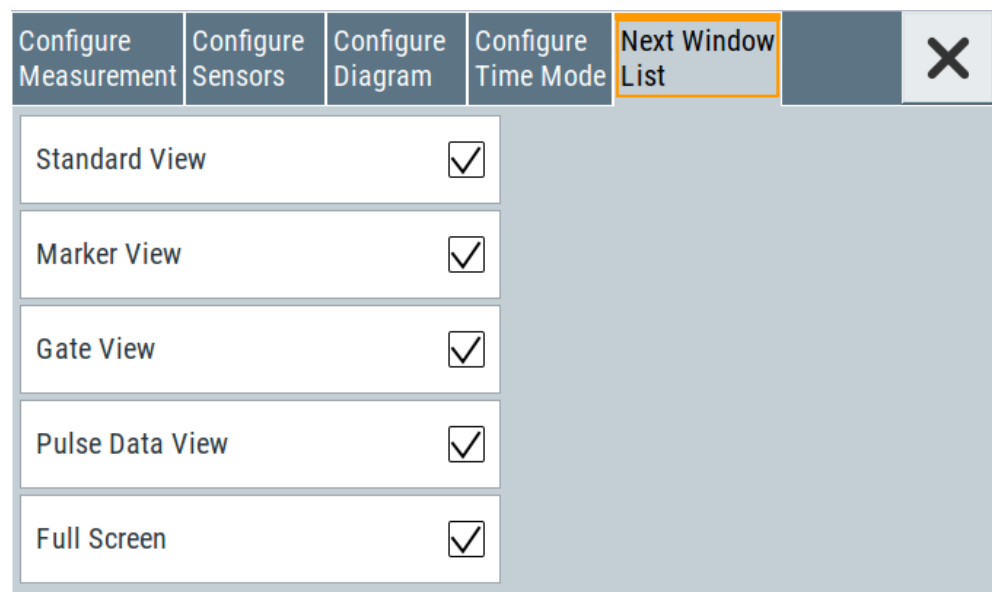 Configure
Measurement
Configure
Sensors
Configure
Diagram
Configure
Time Mode
Next Window
List
Standard View
Marker View
Gate View
Pulse Data View
Full Screen